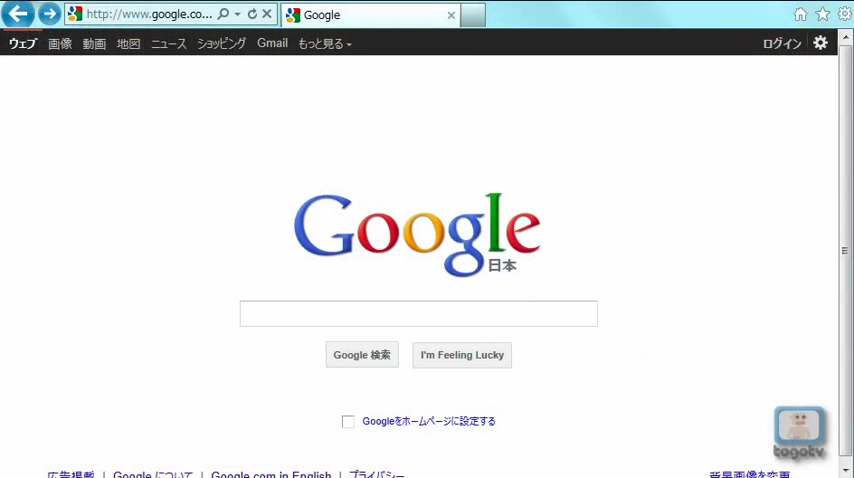 http://www.google.co... Google
ウェブ 画像 動画 地図 ニュース ショッピング Gmail もっと見る ログイン
Google
日本
Google 検索 I'm Feeling Lucky
Googleをホームページに設定する
togotv
広告掲載 | Google について | Google.com in English | プライバシー 背景画像を変更